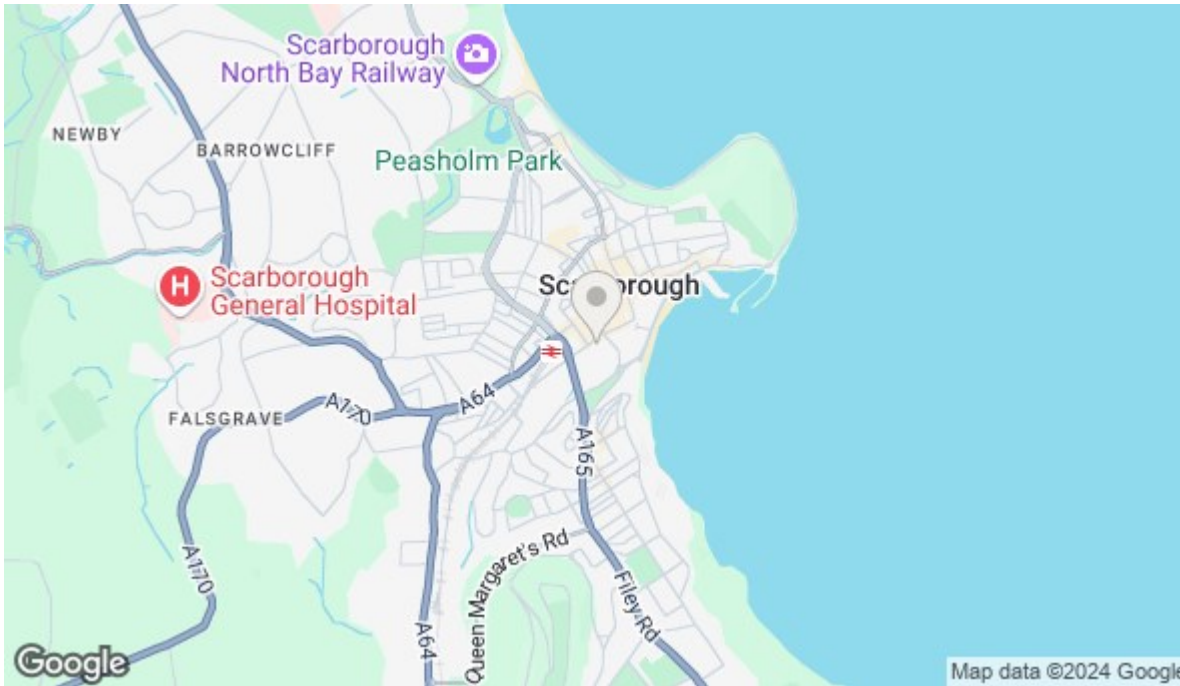 Scarborough
North Bay Railway
NEWBY
BARROWCLIFF
Peasholm Park
Scarborough
H
Scarborough
General Hospital
A64
A170
FALSGRAVE
A165
A170
Queen Margaret's Rd
Filey Rd
A64
Google
Map data ©2024 Google